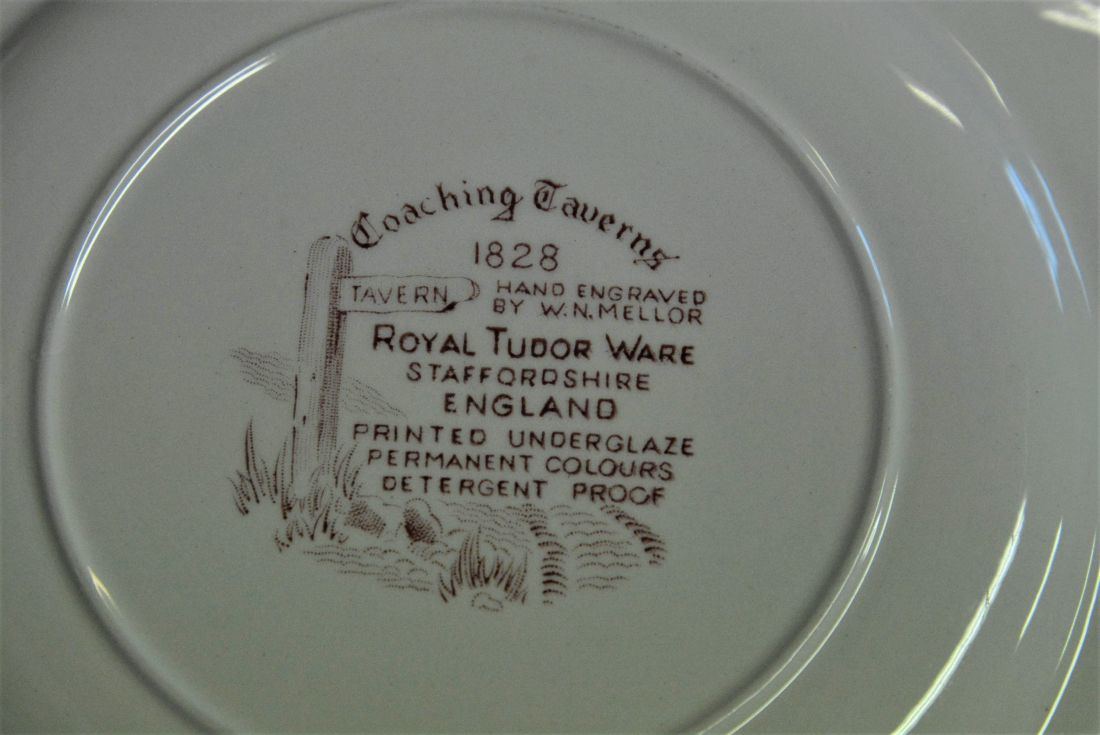 Coaching Taverns
1828
TAVERN
HAND ENGRAVED
BY W.N. MELLOR
ROYAL TUDOR WARE
STAFFORDSHIRE
ENGLAND
PRINTED UNDERGLAZE
PERMANENT COLOURS
DETERGENT PROOF